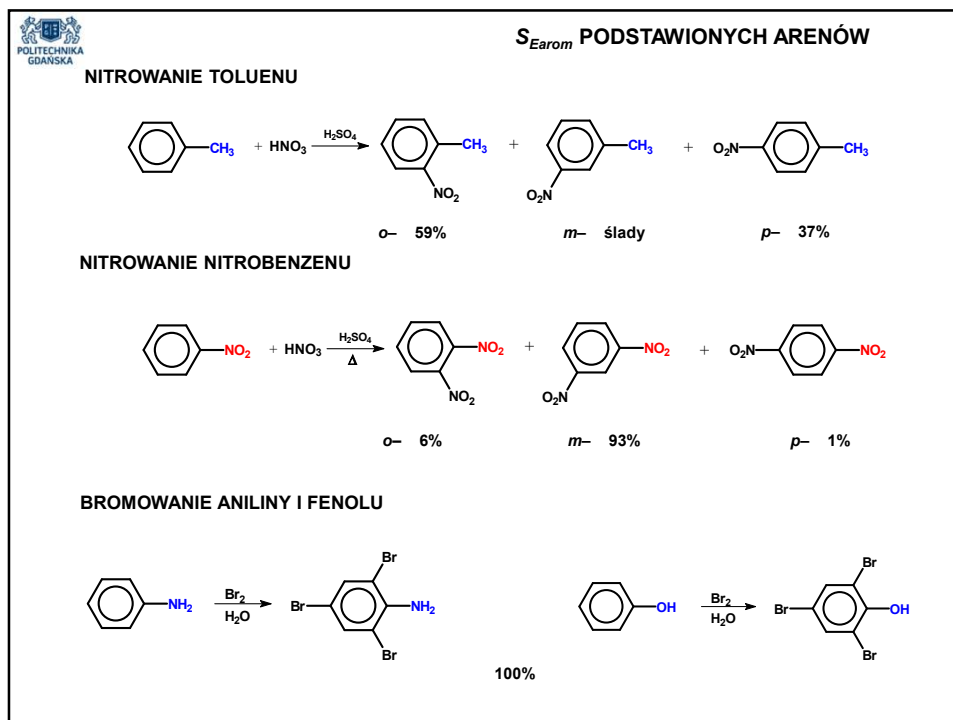 POLITECHNIKA
GDAŃSKA
S_Earom PODSTAWIONYCH ARENÓW
NITROWANIE TOLUENU
CH₃ + HNO₃ H₂SO₄ CH₃ NO₂ + CH₃ O₂N + O₂N CH₃
o– 59% m– ślady p– 37%
NITROWANIE NITROBENZENU
NO₂ + HNO₃ H₂SO₄ Δ NO₂ NO₂ + NO₂ O₂N + O₂N NO₂
o– 6% m– 93% p– 1%
BROMOWANIE ANILINY I FENOLU
NH₂ Br₂ H₂O Br Br NH₂ Br OH Br₂ H₂O Br Br OH Br
100%